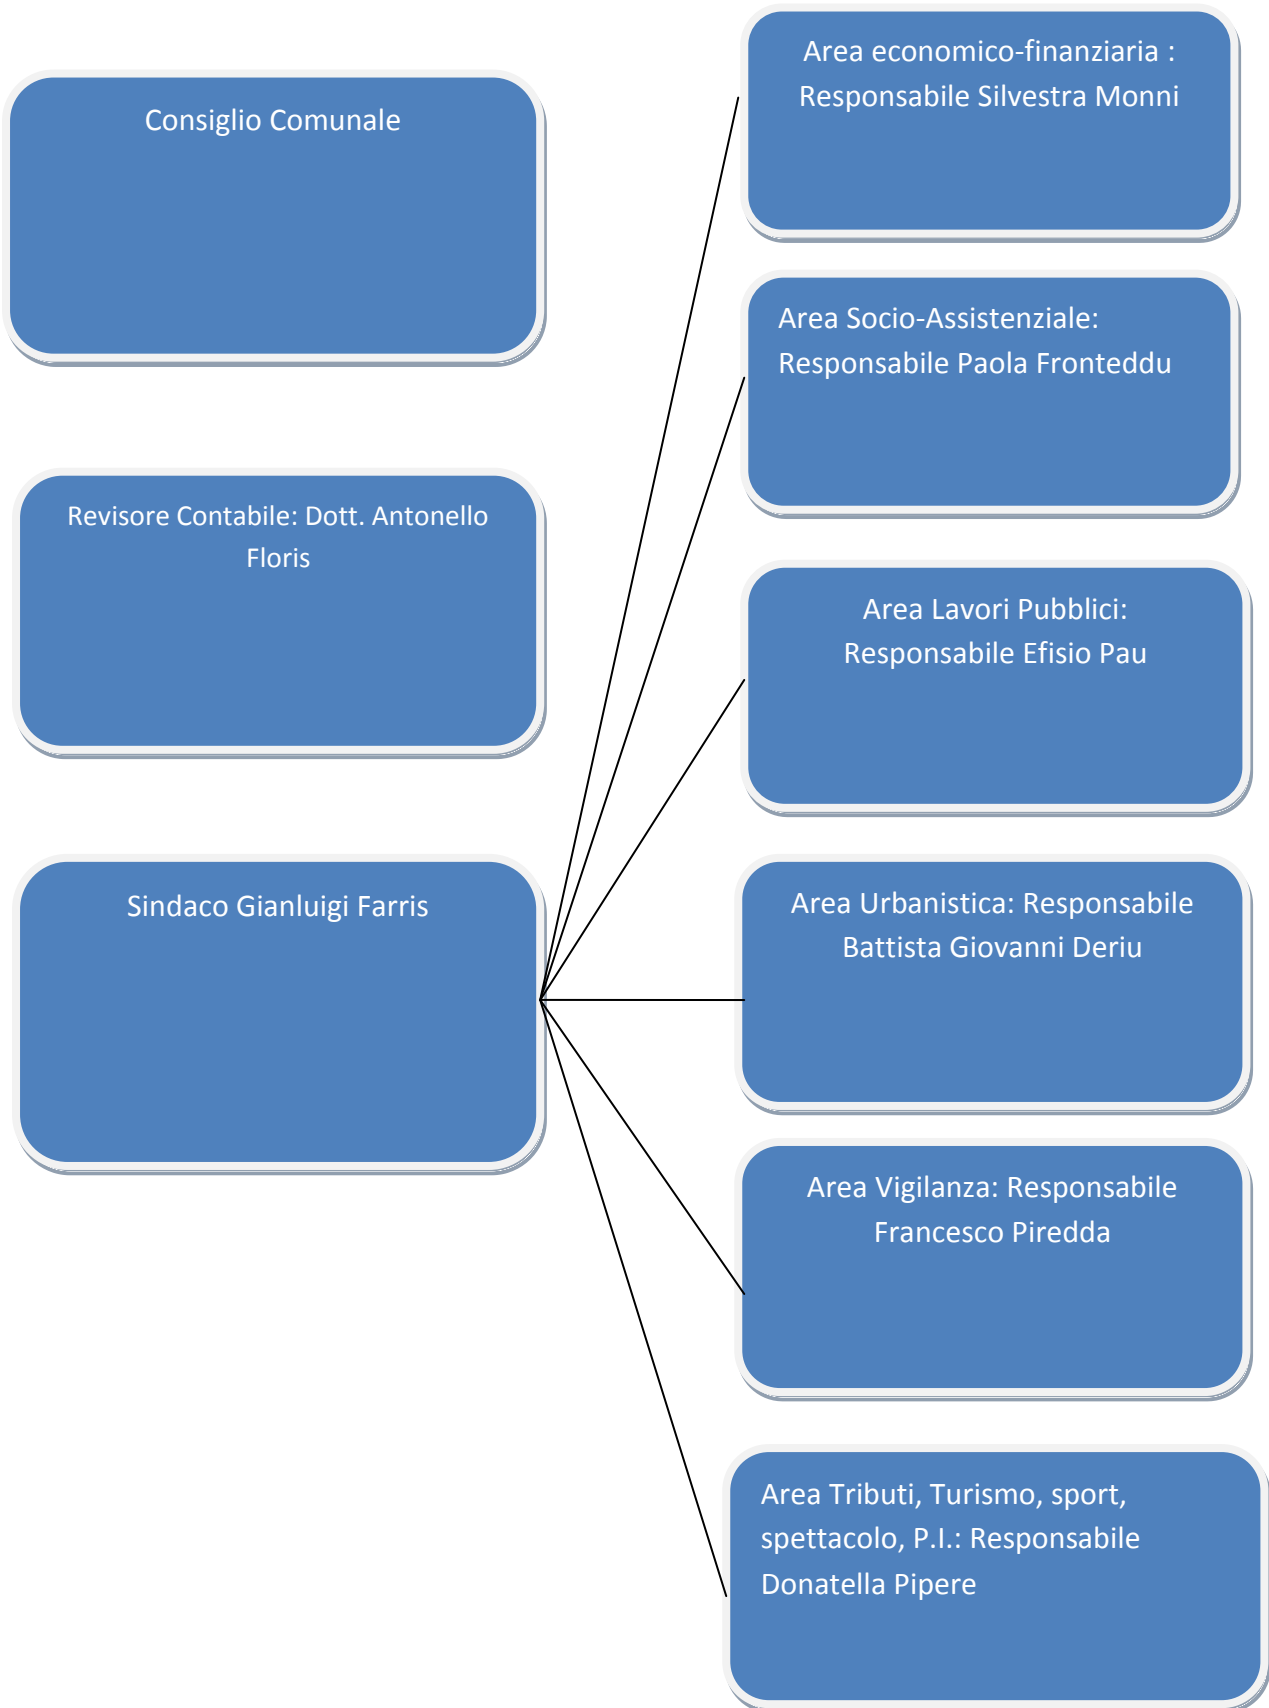 Consiglio Comunale
Revisore Contabile: Dott. Antonello
Floris
Sindaco Gianluigi Farris
Area economico-finanziaria :
Responsabile Silvestra Monni
Area Socio-Assistenziale:
Responsabile Paola Fronteddu
Area Lavori Pubblici:
Responsabile Efisio Pau
Area Urbanistica: Responsabile
Battista Giovanni Deriu
Area Vigilanza: Responsabile
Francesco Piredda
Area Tributi, Turismo, sport,
spettacolo, P.I.: Responsabile
Donatella Pipere